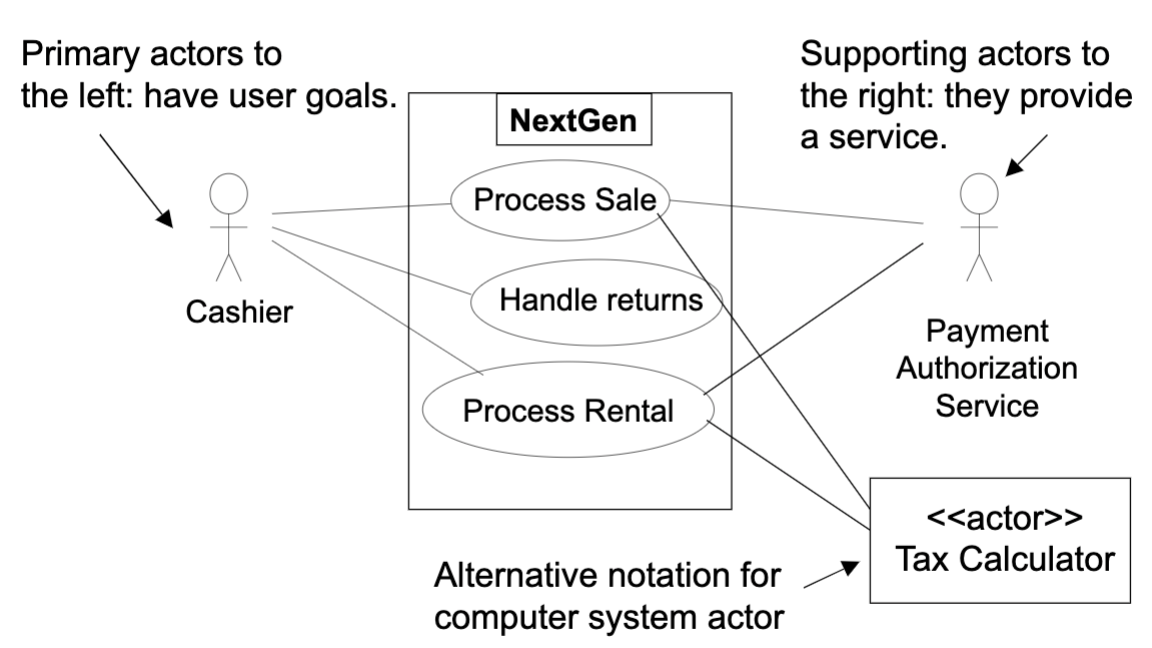 Primary actors to
the left: have user goals.
Supporting actors to
the right: they provide
a service.
NextGen
Process Sale
Handle returns
Process Rental
Cashier
Payment
Authorization
Service
<<actor>>
Tax Calculator
Alternative notation for
computer system actor